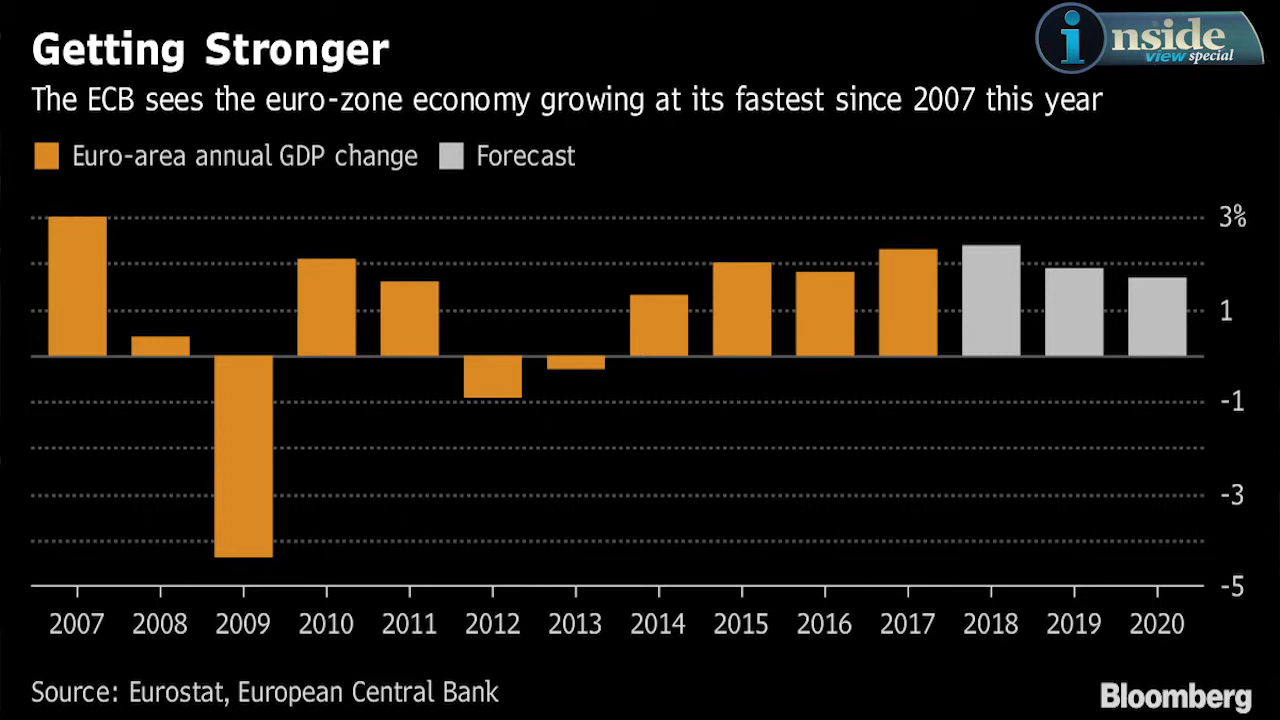 Getting Stronger
inside
view special
The ECB sees the euro-zone economy growing at its fastest since 2007 this year
Euro-area annual GDP change Forecast
3%
1
-1
-3
-5
2007 2008 2009 2010 2011 2012 2013 2014 2015 2016 2017 2018 2019 2020
Source: Eurostat, European Central Bank
Bloomberg